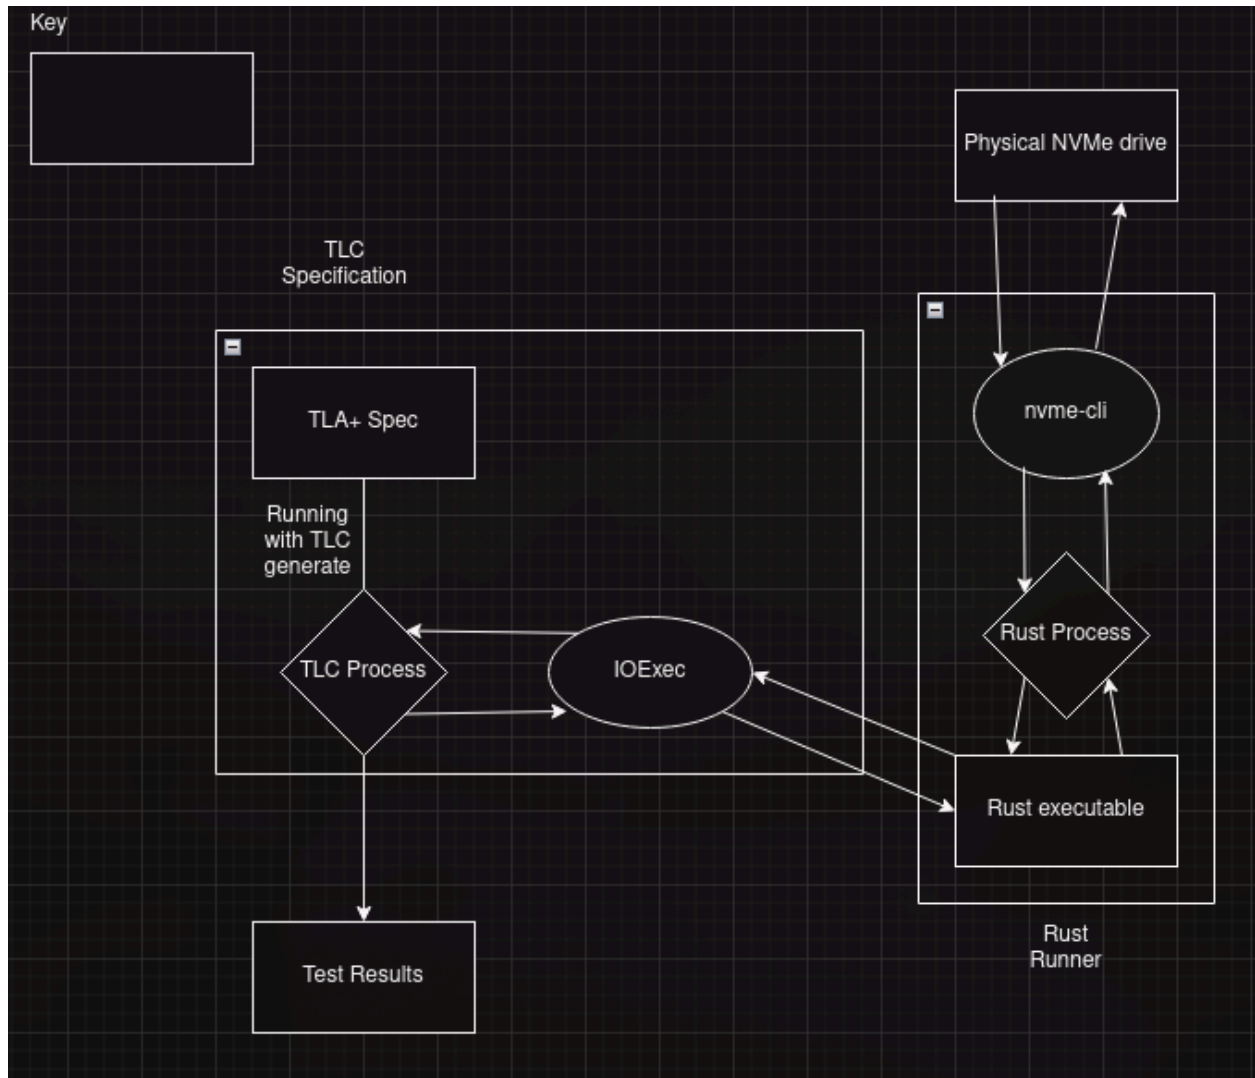 Key
Physical NVMe drive
TLC
Specification
nvme-cli
TLA+ Spec
Running
with TLC
generate
Rust Process
TLC Process
IOExec
Rust executable
Rust
Runner
Test Results